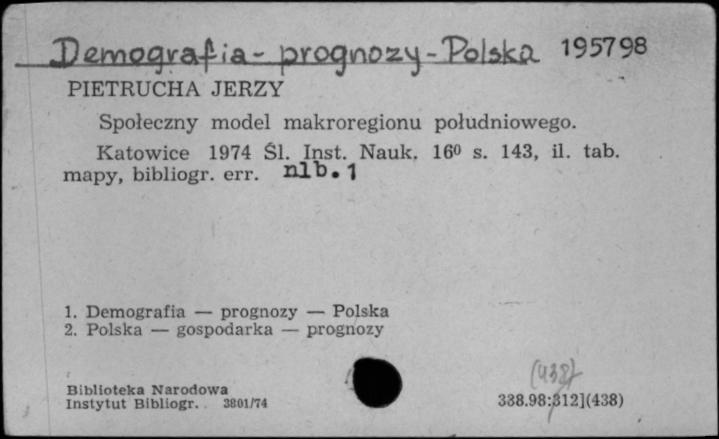 Demografia - prognozy - Polska 195798
PIETRUCHA JERZY
Społeczny model makroregionu południowego.
Katowice 1974 Śl. Inst. Nauk. 16⁰ s. 143, il. tab.
mapy, bibliogr. err. nlb. 1
1. Demografia — prognozy — Polska
2. Polska — gospodarka — prognozy
(438)
Biblioteka Narodowa
Instytut Bibliogr. 3801/74
338.98:312](438)